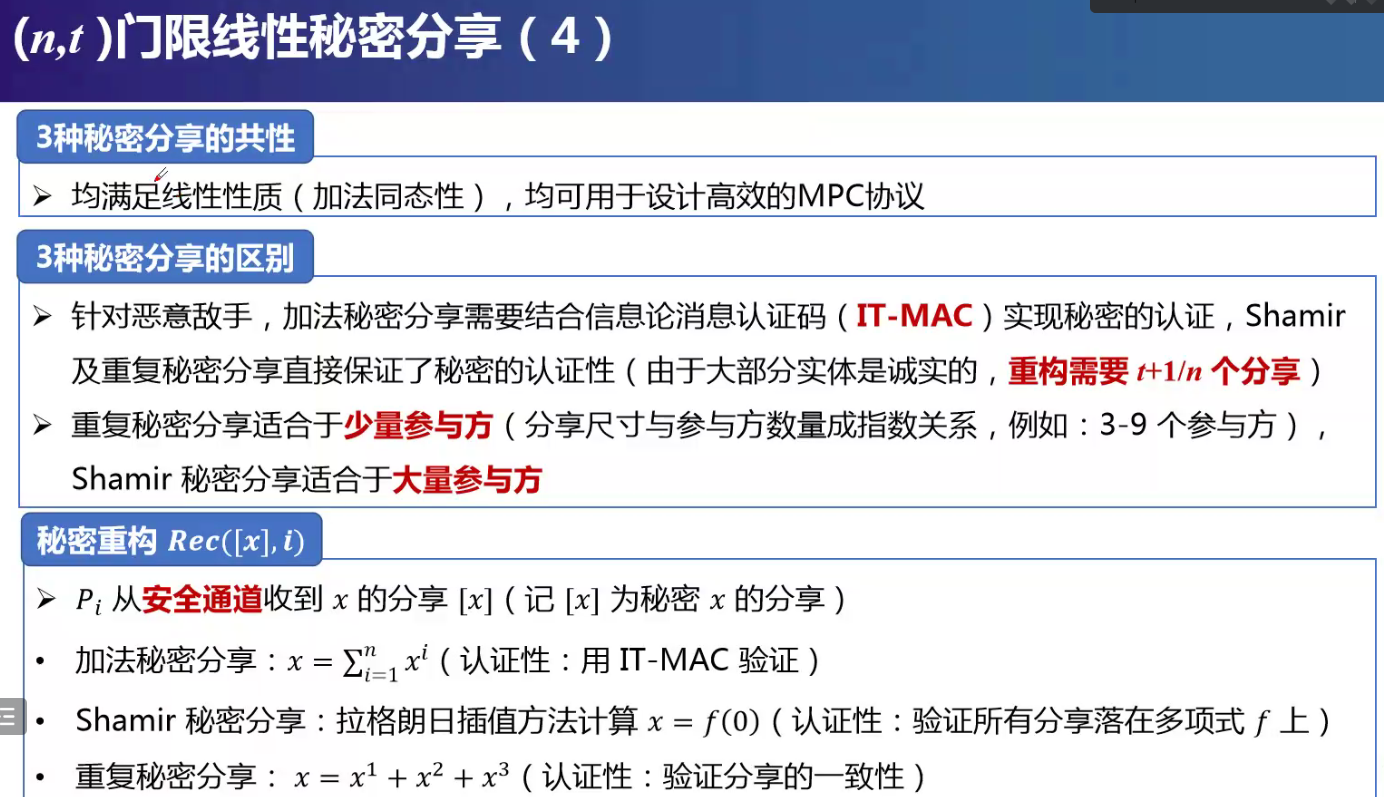 (n,t )门限线性秘密分享（4）
3种秘密分享的共性
➢ 均满足线性性质（加法同态性），均可用于设计高效的MPC协议
3种秘密分享的区别
➢ 针对恶意敌手，加法秘密分享需要结合信息论消息认证码（IT-MAC）实现秘密的认证，Shamir
及重复秘密分享直接保证了秘密的认证性（由于大部分实体是诚实的，重构需要 t+1/n 个分享）
➢ 重复秘密分享适合于少量参与方（分享尺寸与参与方数量成指数关系，例如：3-9 个参与方），
Shamir 秘密分享适合于大量参与方
秘密重构 Rec([x], i)
➢ Pᵢ 从安全通道收到 x 的分享 [x]（记 [x] 为秘密 x 的分享）
• 加法秘密分享：x = ∑ⁿᵢ₌₁ xⁱ（认证性：用 IT-MAC 验证）
• Shamir 秘密分享：拉格朗日插值方法计算 x = f(0)（认证性：验证所有分享落在多项式 f 上）
• 重复秘密分享： x = x¹ + x² + x³（认证性：验证分享的一致性）